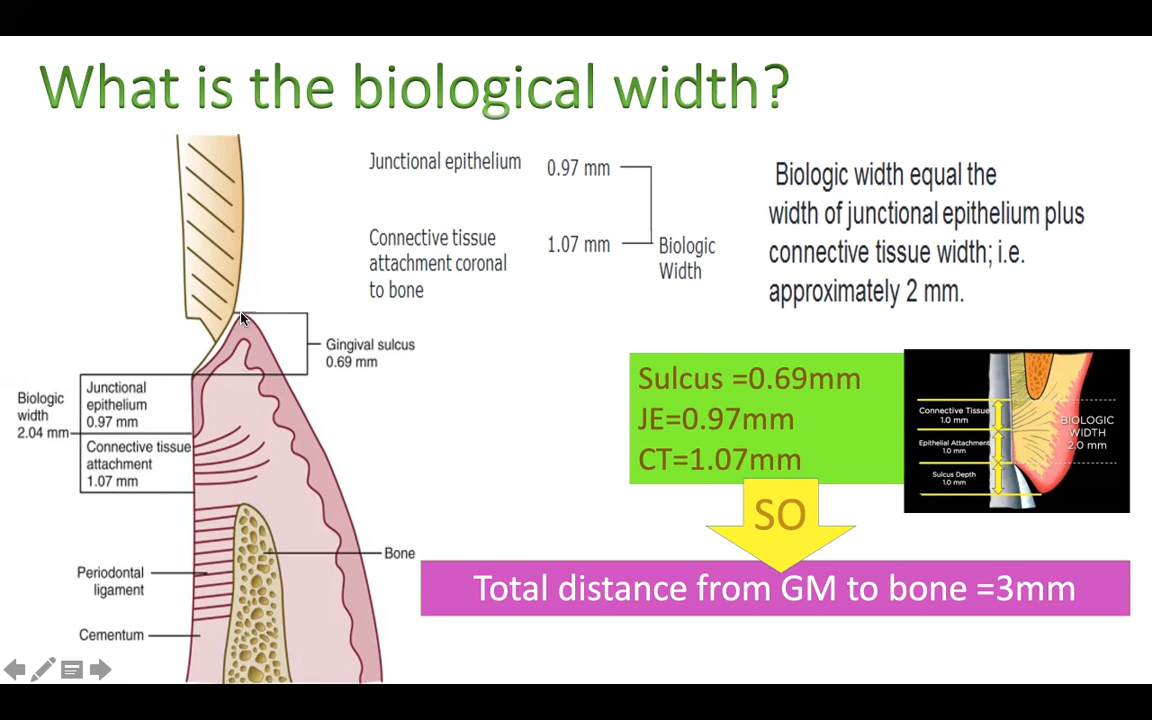 What is the biological width?
Junctional epithelium 0.97 mm
Connective tissue
attachment coronal
to bone
1.07 mm
Biologic
Width
Biologic width equal the
width of junctional epithelium plus
connective tissue width; i.e.
approximately 2 mm.
Gingival sulcus
0.69 mm
Biologic
width
2.04 mm
Junctional
epithelium
0.97 mm
Connective tissue
attachment
1.07 mm
Bone
Periodontal
ligament
Cementum
Sulcus =0.69mm
JE=0.97mm
CT=1.07mm
Connective Tissue
1.0 mm
Epithelial Attachment
1.0 mm
Sulcus Depth
1.0 mm
BIOLOGIC
WIDTH
2.0 mm
SO
Total distance from GM to bone =3mm